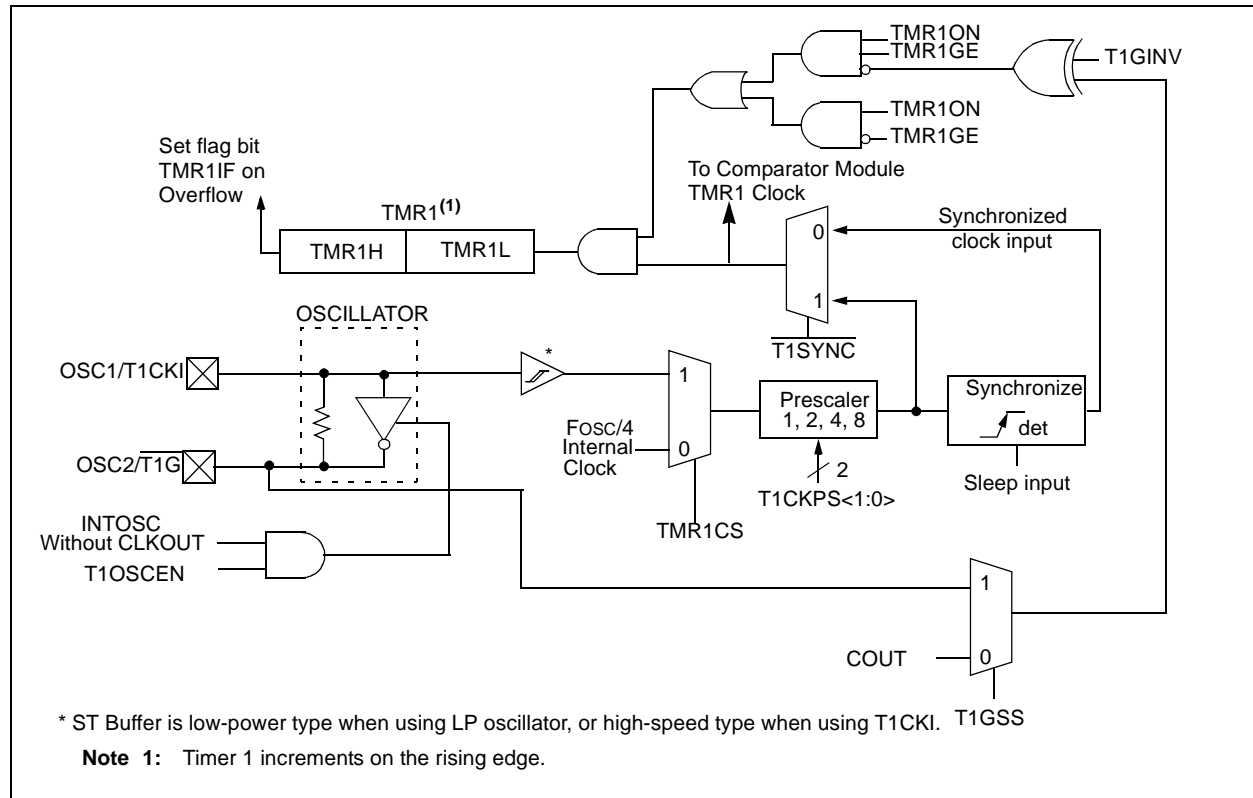 TMR1ON
TMR1GE
T1GINV
TMR1ON
TMR1GE
Set flag bit
TMR1IF on
Overflow
To Comparator Module
TMR1 Clock
TMR1(1)
TMR1H
TMR1L
0
1
Synchronized
clock input
T1SYNC
OSCILLATOR
*
OSC1/T1CKI
1
0
FOSC/4
Internal
Clock
Prescaler
1, 2, 4, 8
Synchronize
det
OSC2/T1G
2
T1CKPS<1:0>
Sleep input
TMR1CS
INTOSC
Without CLKOUT
T1OSCEN
1
0
COUT
T1GSS
* ST Buffer is low-power type when using LP oscillator, or high-speed type when using T1CKI.
Note 1: Timer 1 increments on the rising edge.